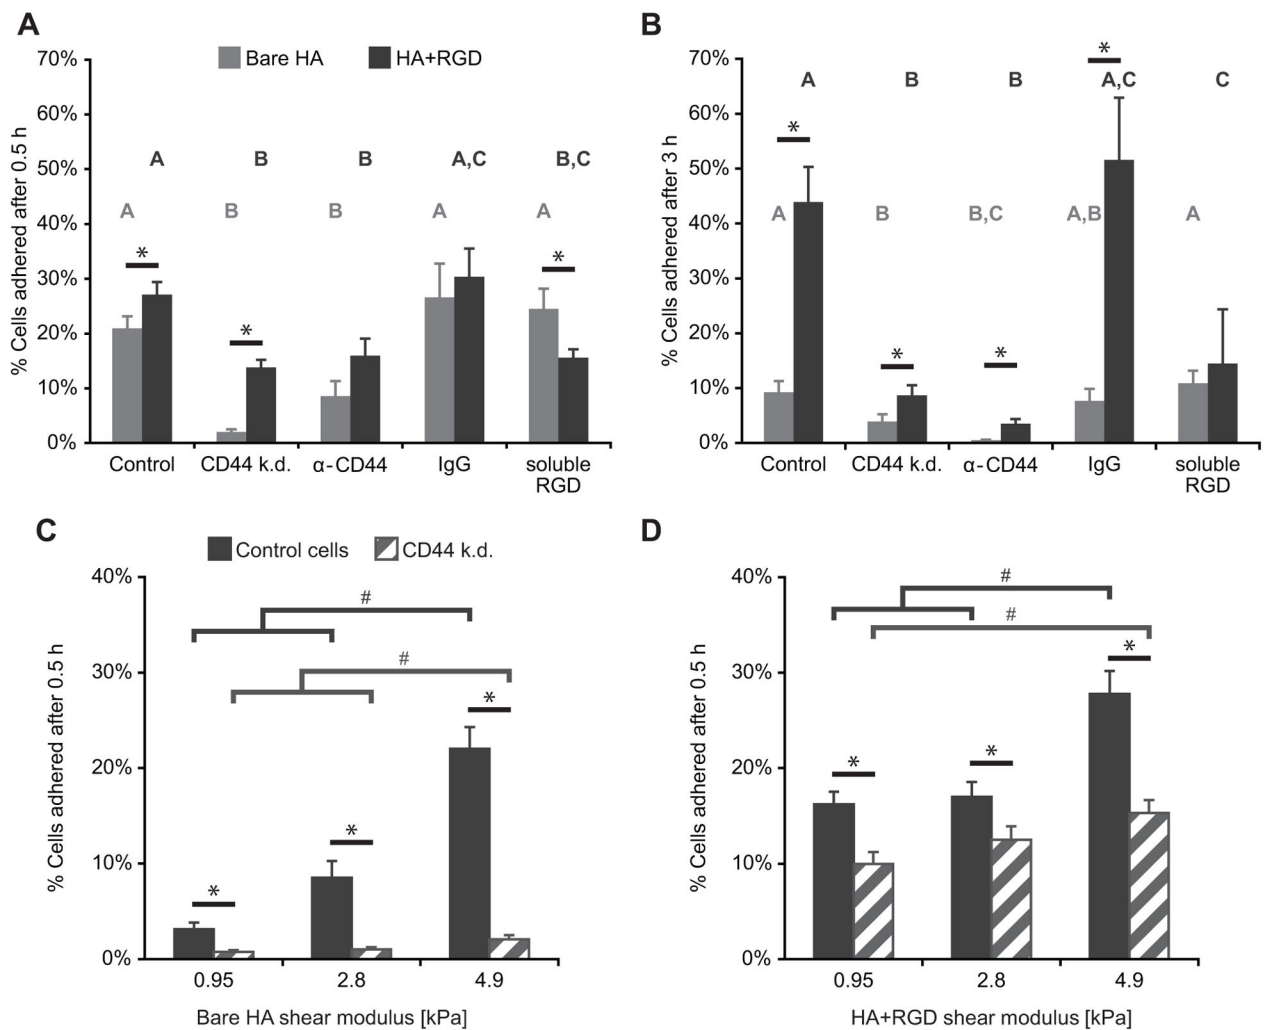 A
Bare HA
HA+RGD
% Cells adhered after 0.5 h
70%
60%
50%
40%
30%
20%
10%
0%
A B B A,C B,C
A B B A A
* * *
Control CD44 k.d. α-CD44 IgG soluble
RGD
B
% Cells adhered after 3 h
70%
60%
50%
40%
30%
20%
10%
0%
*
A B B A,C C
* * *
A B B,C A,B A
Control CD44 k.d. α-CD44 IgG soluble
RGD
C
Control cells
CD44 k.d.
% Cells adhered after 0.5 h
40%
30%
20%
10%
0%
#
#
* * *
0.95 2.8 4.9
Bare HA shear modulus [kPa]
D
% Cells adhered after 0.5 h
40%
30%
20%
10%
0%
#
#
* * *
0.95 2.8 4.9
HA+RGD shear modulus [kPa]